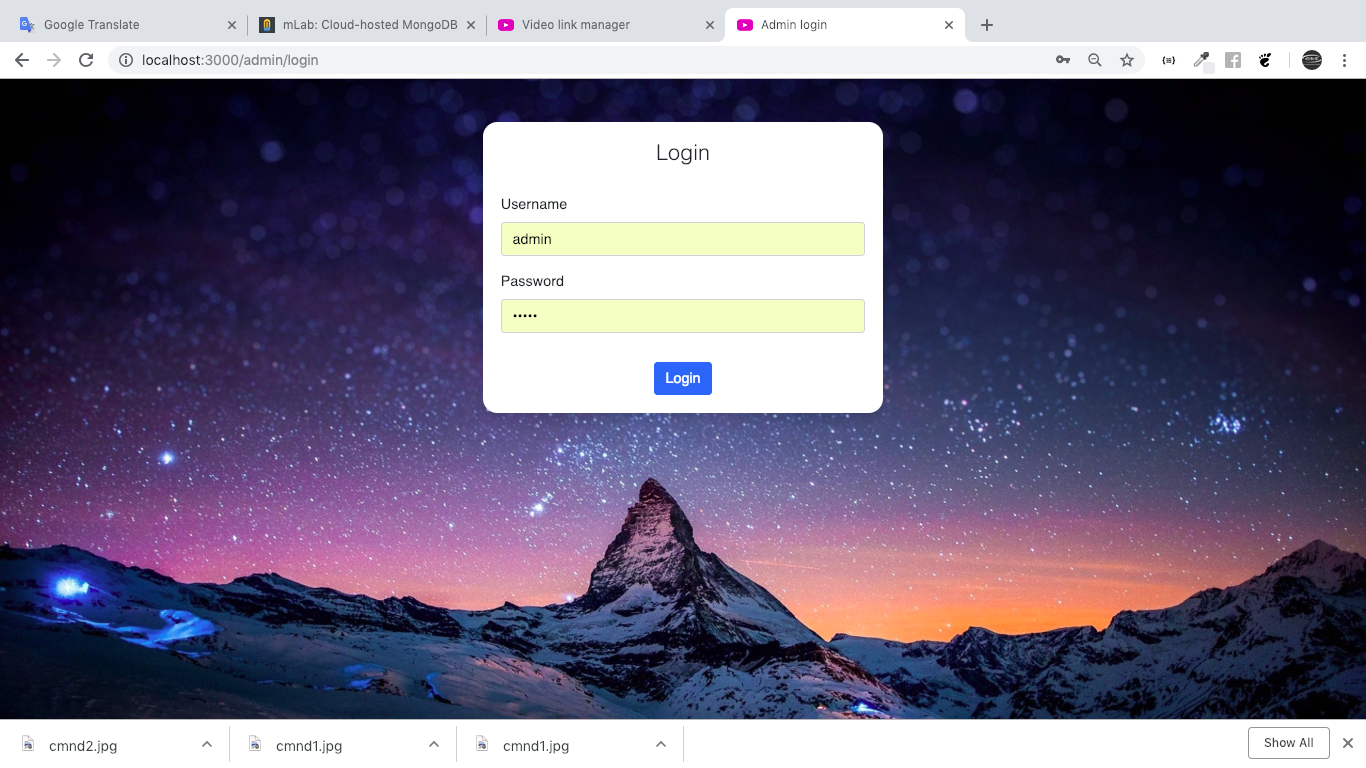 Google Translate
mLab: Cloud-hosted MongoDB
Video link manager
Admin login
localhost:3000/admin/login
Login
Username
admin
Password
•••••
Login
cmnd2.jpg
cmnd1.jpg
cmnd1.jpg
Show All